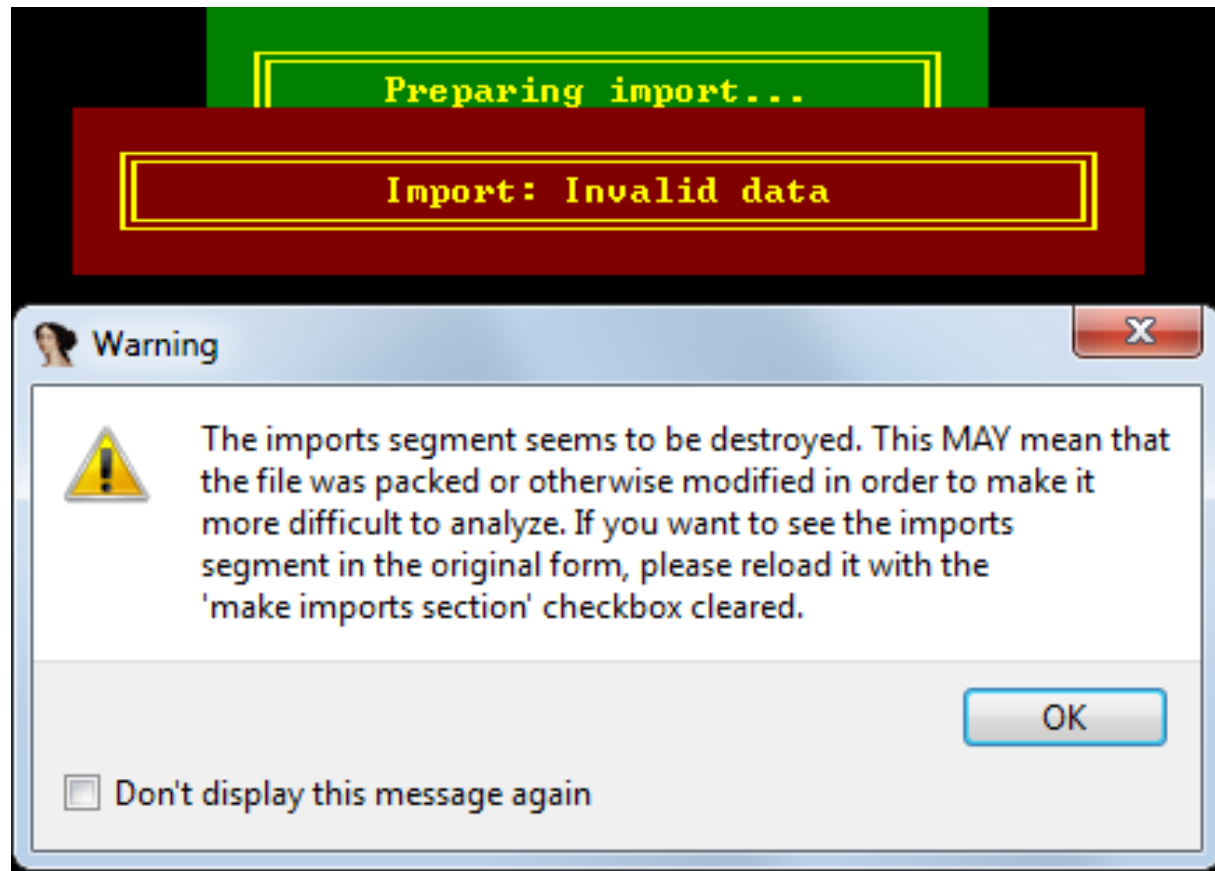 Preparing import...
Import: Invalid data
Warning
The imports segment seems to be destroyed. This MAY mean that
the file was packed or otherwise modified in order to make it
more difficult to analyze. If you want to see the imports
segment in the original form, please reload it with the
'make imports section' checkbox cleared.
OK
Don't display this message again